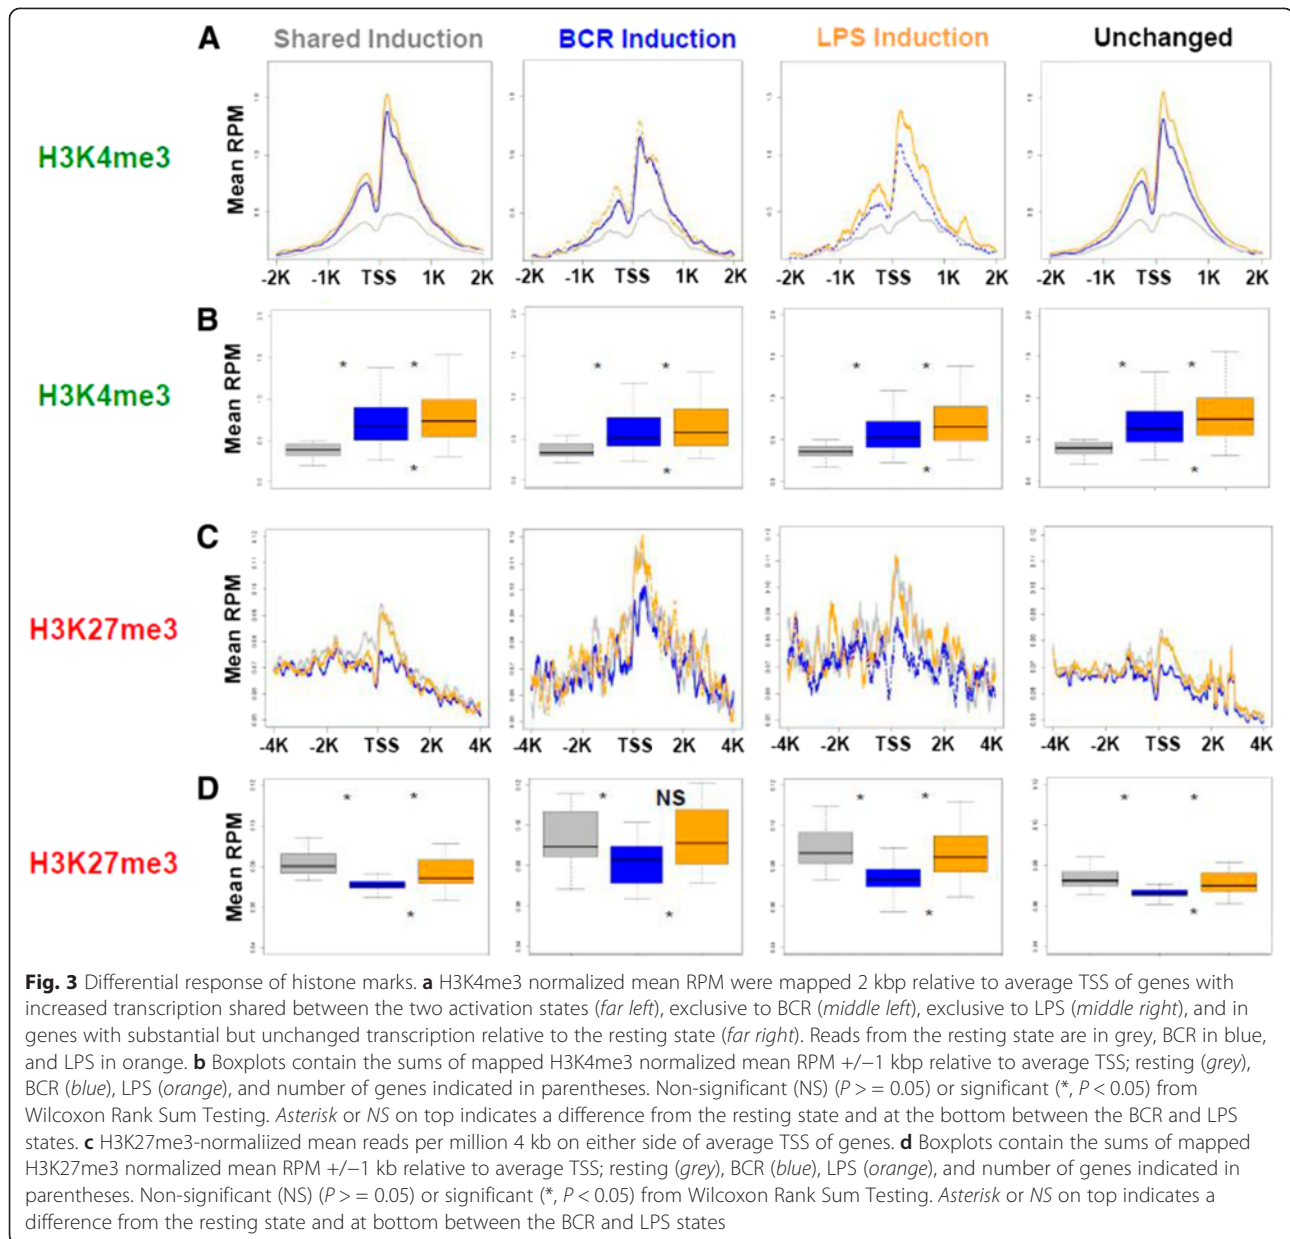 A Shared Induction BCR Induction LPS Induction Unchanged
H3K4me3
Mean RPM
-2K -1K TSS 1K 2K -2K -1K TSS 1K 2K -2K -1K TSS 1K 2K -2K -1K TSS 1K 2K
B
H3K4me3
Mean RPM
* * * * * * * *
* * * *
C
H3K27me3
Mean RPM
-4K -2K TSS 2K 4K -4K -2K TSS 2K 4K -4K -2K TSS 2K 4K -4K -2K TSS 2K 4K
D
H3K27me3
Mean RPM
* * * NS * * * *
* * * *
Fig. 3 Differential response of histone marks. a H3K4me3 normalized mean RPM were mapped 2 kbp relative to average TSS of genes with
increased transcription shared between the two activation states (far left), exclusive to BCR (middle left), exclusive to LPS (middle right), and in
genes with substantial but unchanged transcription relative to the resting state (far right). Reads from the resting state are in grey, BCR in blue,
and LPS in orange. b Boxplots contain the sums of mapped H3K4me3 normalized mean RPM +/−1 kbp relative to average TSS; resting (grey),
BCR (blue), LPS (orange), and number of genes indicated in parentheses. Non-significant (NS) (P > = 0.05) or significant (*, P < 0.05) from
Wilcoxon Rank Sum Testing. Asterisk or NS on top indicates a difference from the resting state and at the bottom between the BCR and LPS
states. c H3K27me3-normaliized mean reads per million 4 kb on either side of average TSS of genes. d Boxplots contain the sums of mapped
H3K27me3 normalized mean RPM +/−1 kb relative to average TSS; resting (grey), BCR (blue), LPS (orange), and number of genes indicated in
parentheses. Non-significant (NS) (P > = 0.05) or significant (*, P < 0.05) from Wilcoxon Rank Sum Testing. Asterisk or NS on top indicates a
difference from the resting state and at bottom between the BCR and LPS states